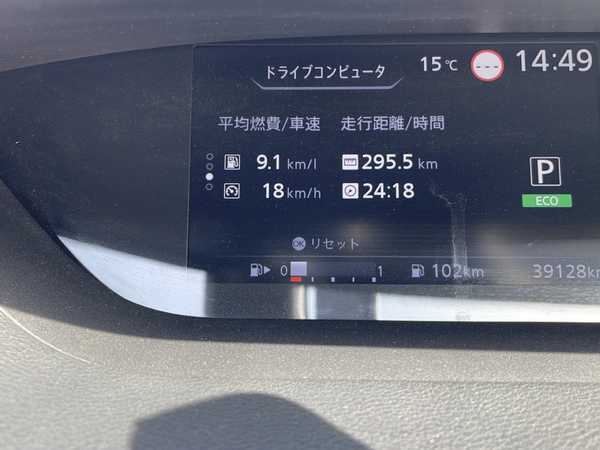 ドライブコンピュータ 15℃ --- 14:49
平均燃費/車速 走行距離/時間
9.1 km/l 295.5 km
18 km/h 24:18
P
ECO
OK リセット
0 1 102km 39128km